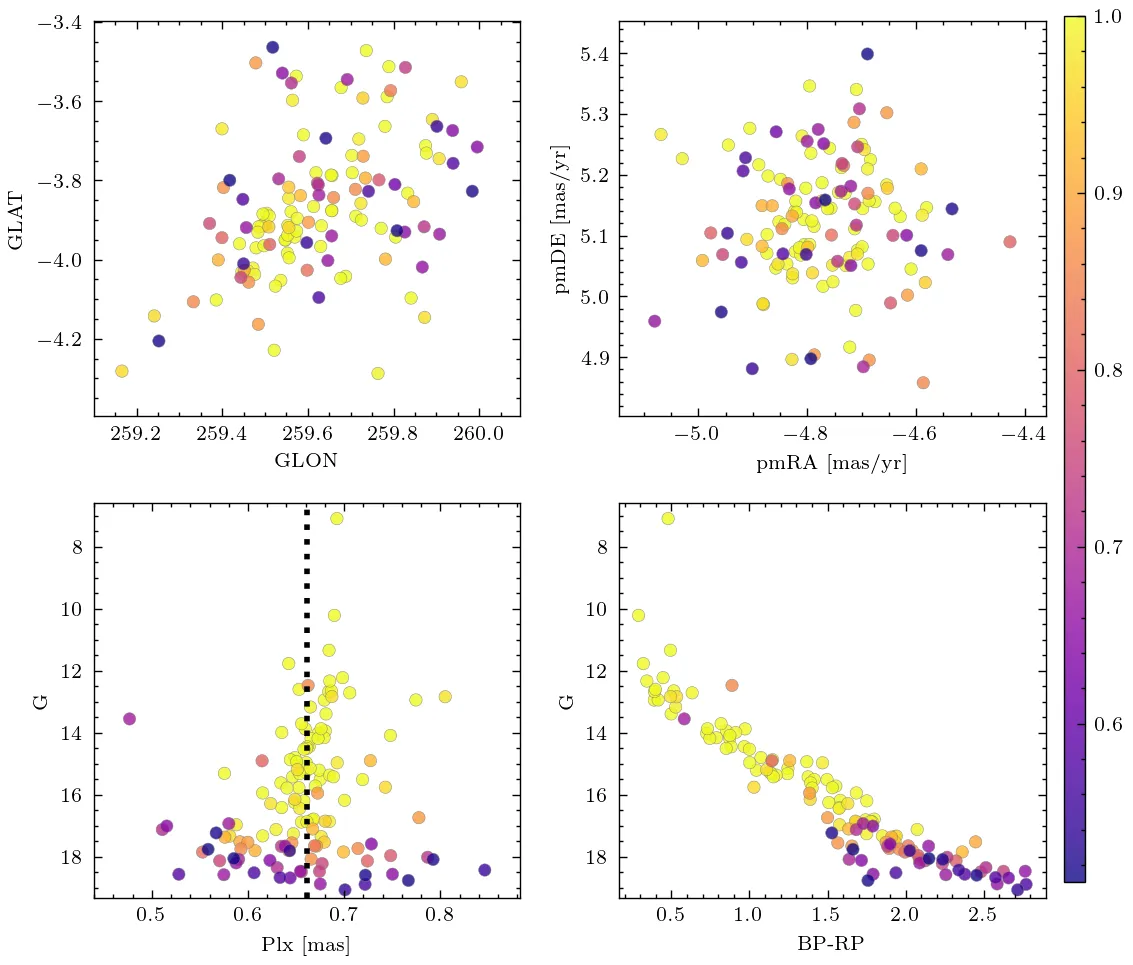 −3.4
−3.6
−3.8
−4.0
−4.2
GLAT
259.2 259.4 259.6 259.8 260.0
GLON
5.4
5.3
5.2
5.1
5.0
4.9
pmDE [mas/yr]
−5.0 −4.8 −4.6 −4.4
pmRA [mas/yr]
1.0
0.9
0.8
0.7
0.6
8
10
12
14
16
18
G
0.5 0.6 0.7 0.8
Plx [mas]
8
10
12
14
16
18
G
0.5 1.0 1.5 2.0 2.5
BP-RP